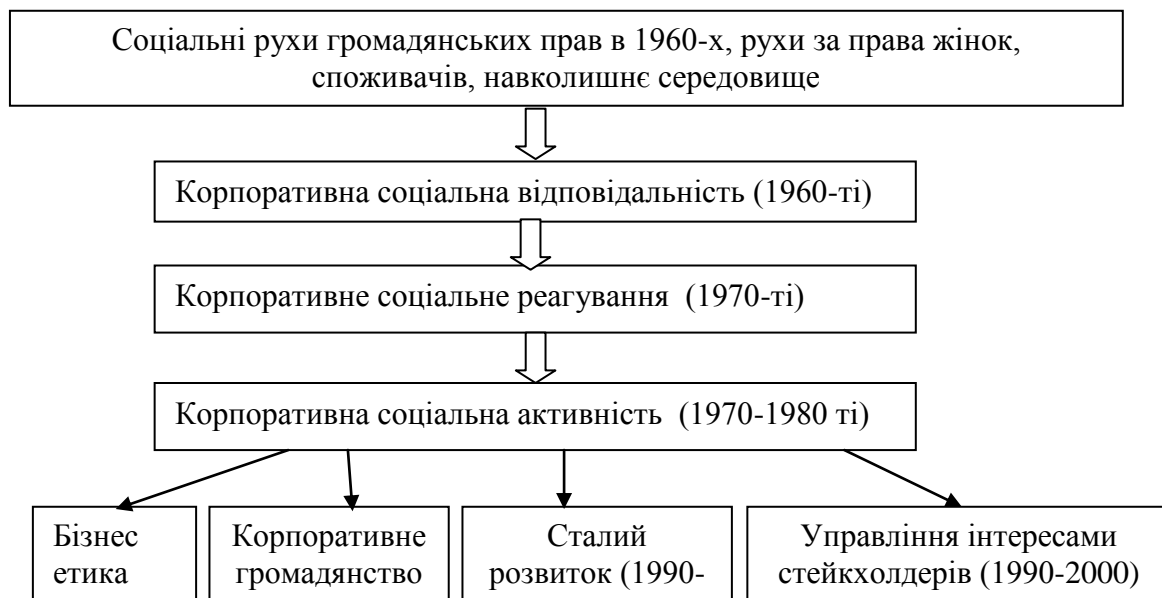 Соціальні рухи громадянських прав в 1960-х, рухи за права жінок,
споживачів, навколишнє середовище
Корпоративна соціальна відповідальність (1960-ті)
Корпоративне соціальне реагування (1970-ті)
Корпоративна соціальна активність (1970-1980 ті)
Бізнес
етика
Корпоративне
громадянство
Сталий
розвиток (1990-
Управління інтересами
стейкхолдерів (1990-2000)